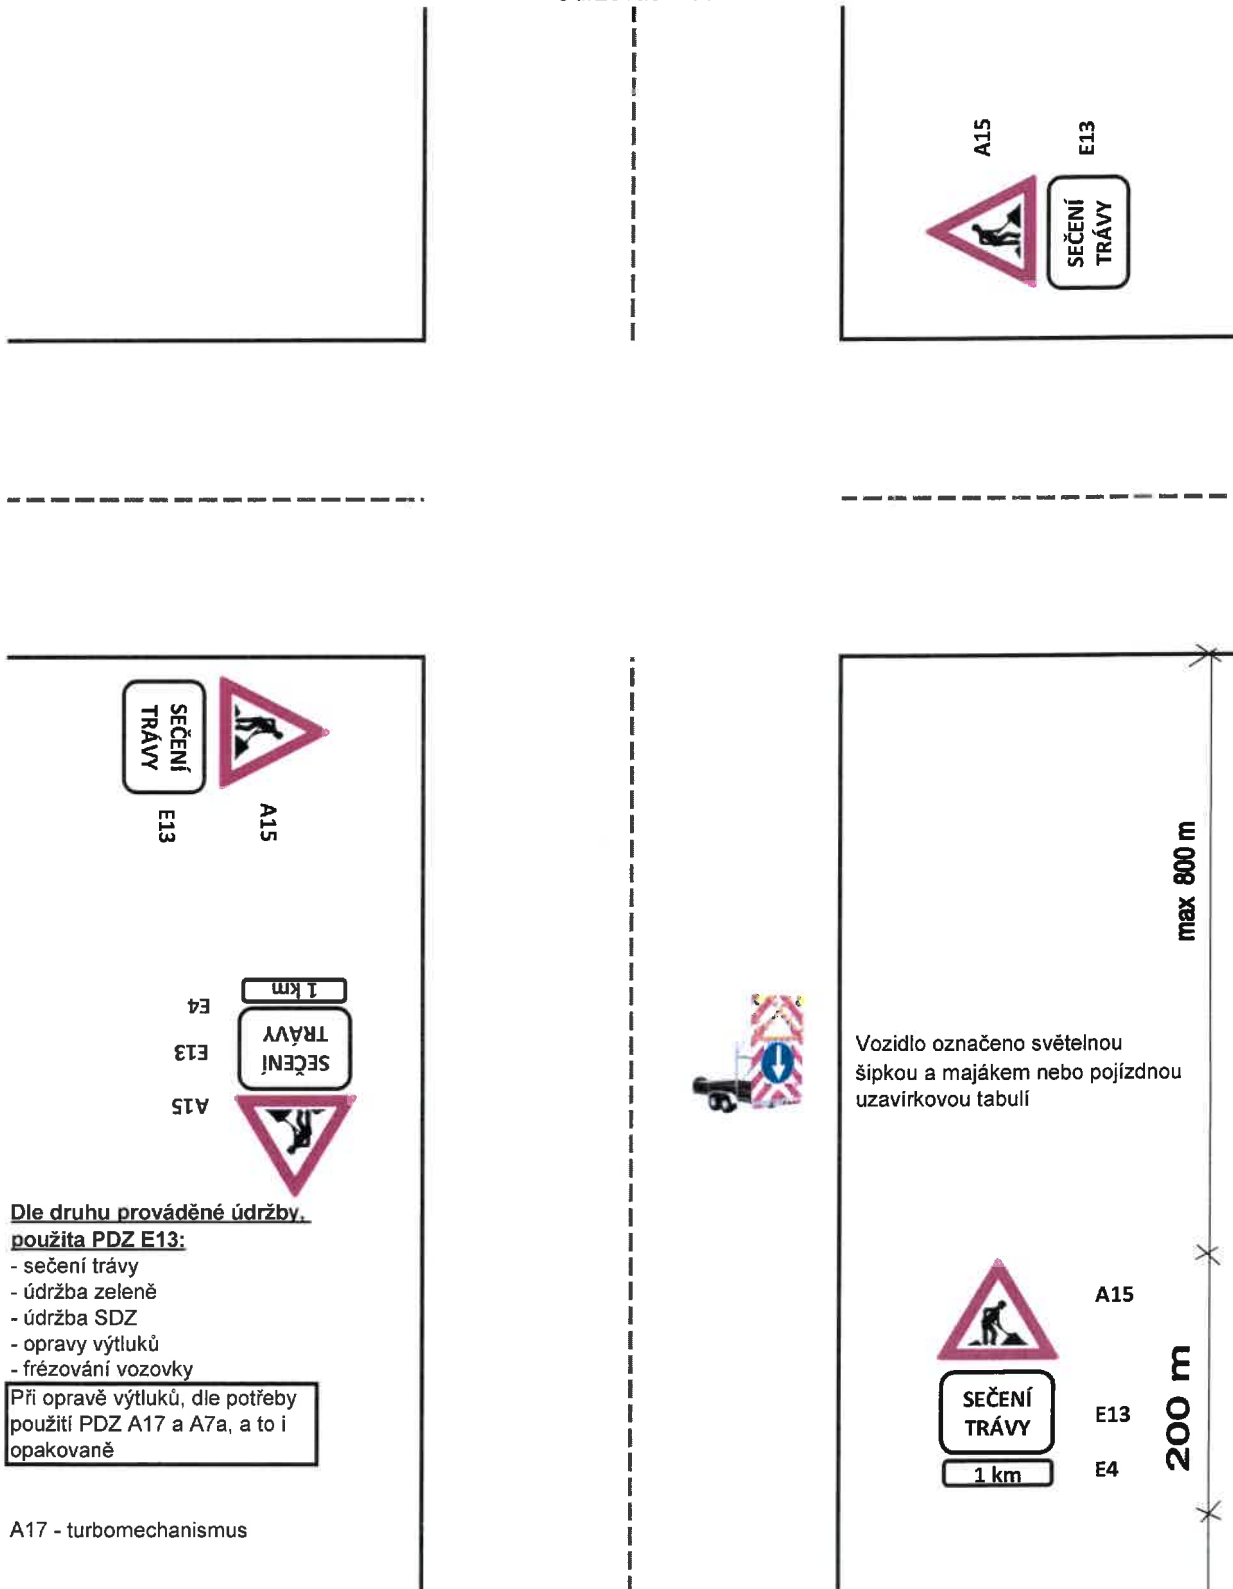 A15
E13
SEČENÍ
TRÁVY
SEČENÍ
TRÁVY
E13
A15
max 800 m
1 km
SEČENÍ
TRÁVY
E4
E13
A15
Vozidlo označeno světelnou
šipkou a majákem nebo pojízdnou
uzavírkovou tabulí
Dle druhu prováděné údržby,
použita PDZ E13:
- sečení trávy
- údržba zeleně
- údržba SDZ
- opravy výtluků
- frézování vozovky
Při opravě výtluků, dle potřeby
použití PDZ A17 a A7a, a to i
opakovaně
A17 - turbomechanismus
A15
SEČENÍ
TRÁVY
E13
1 km
E4
200 m